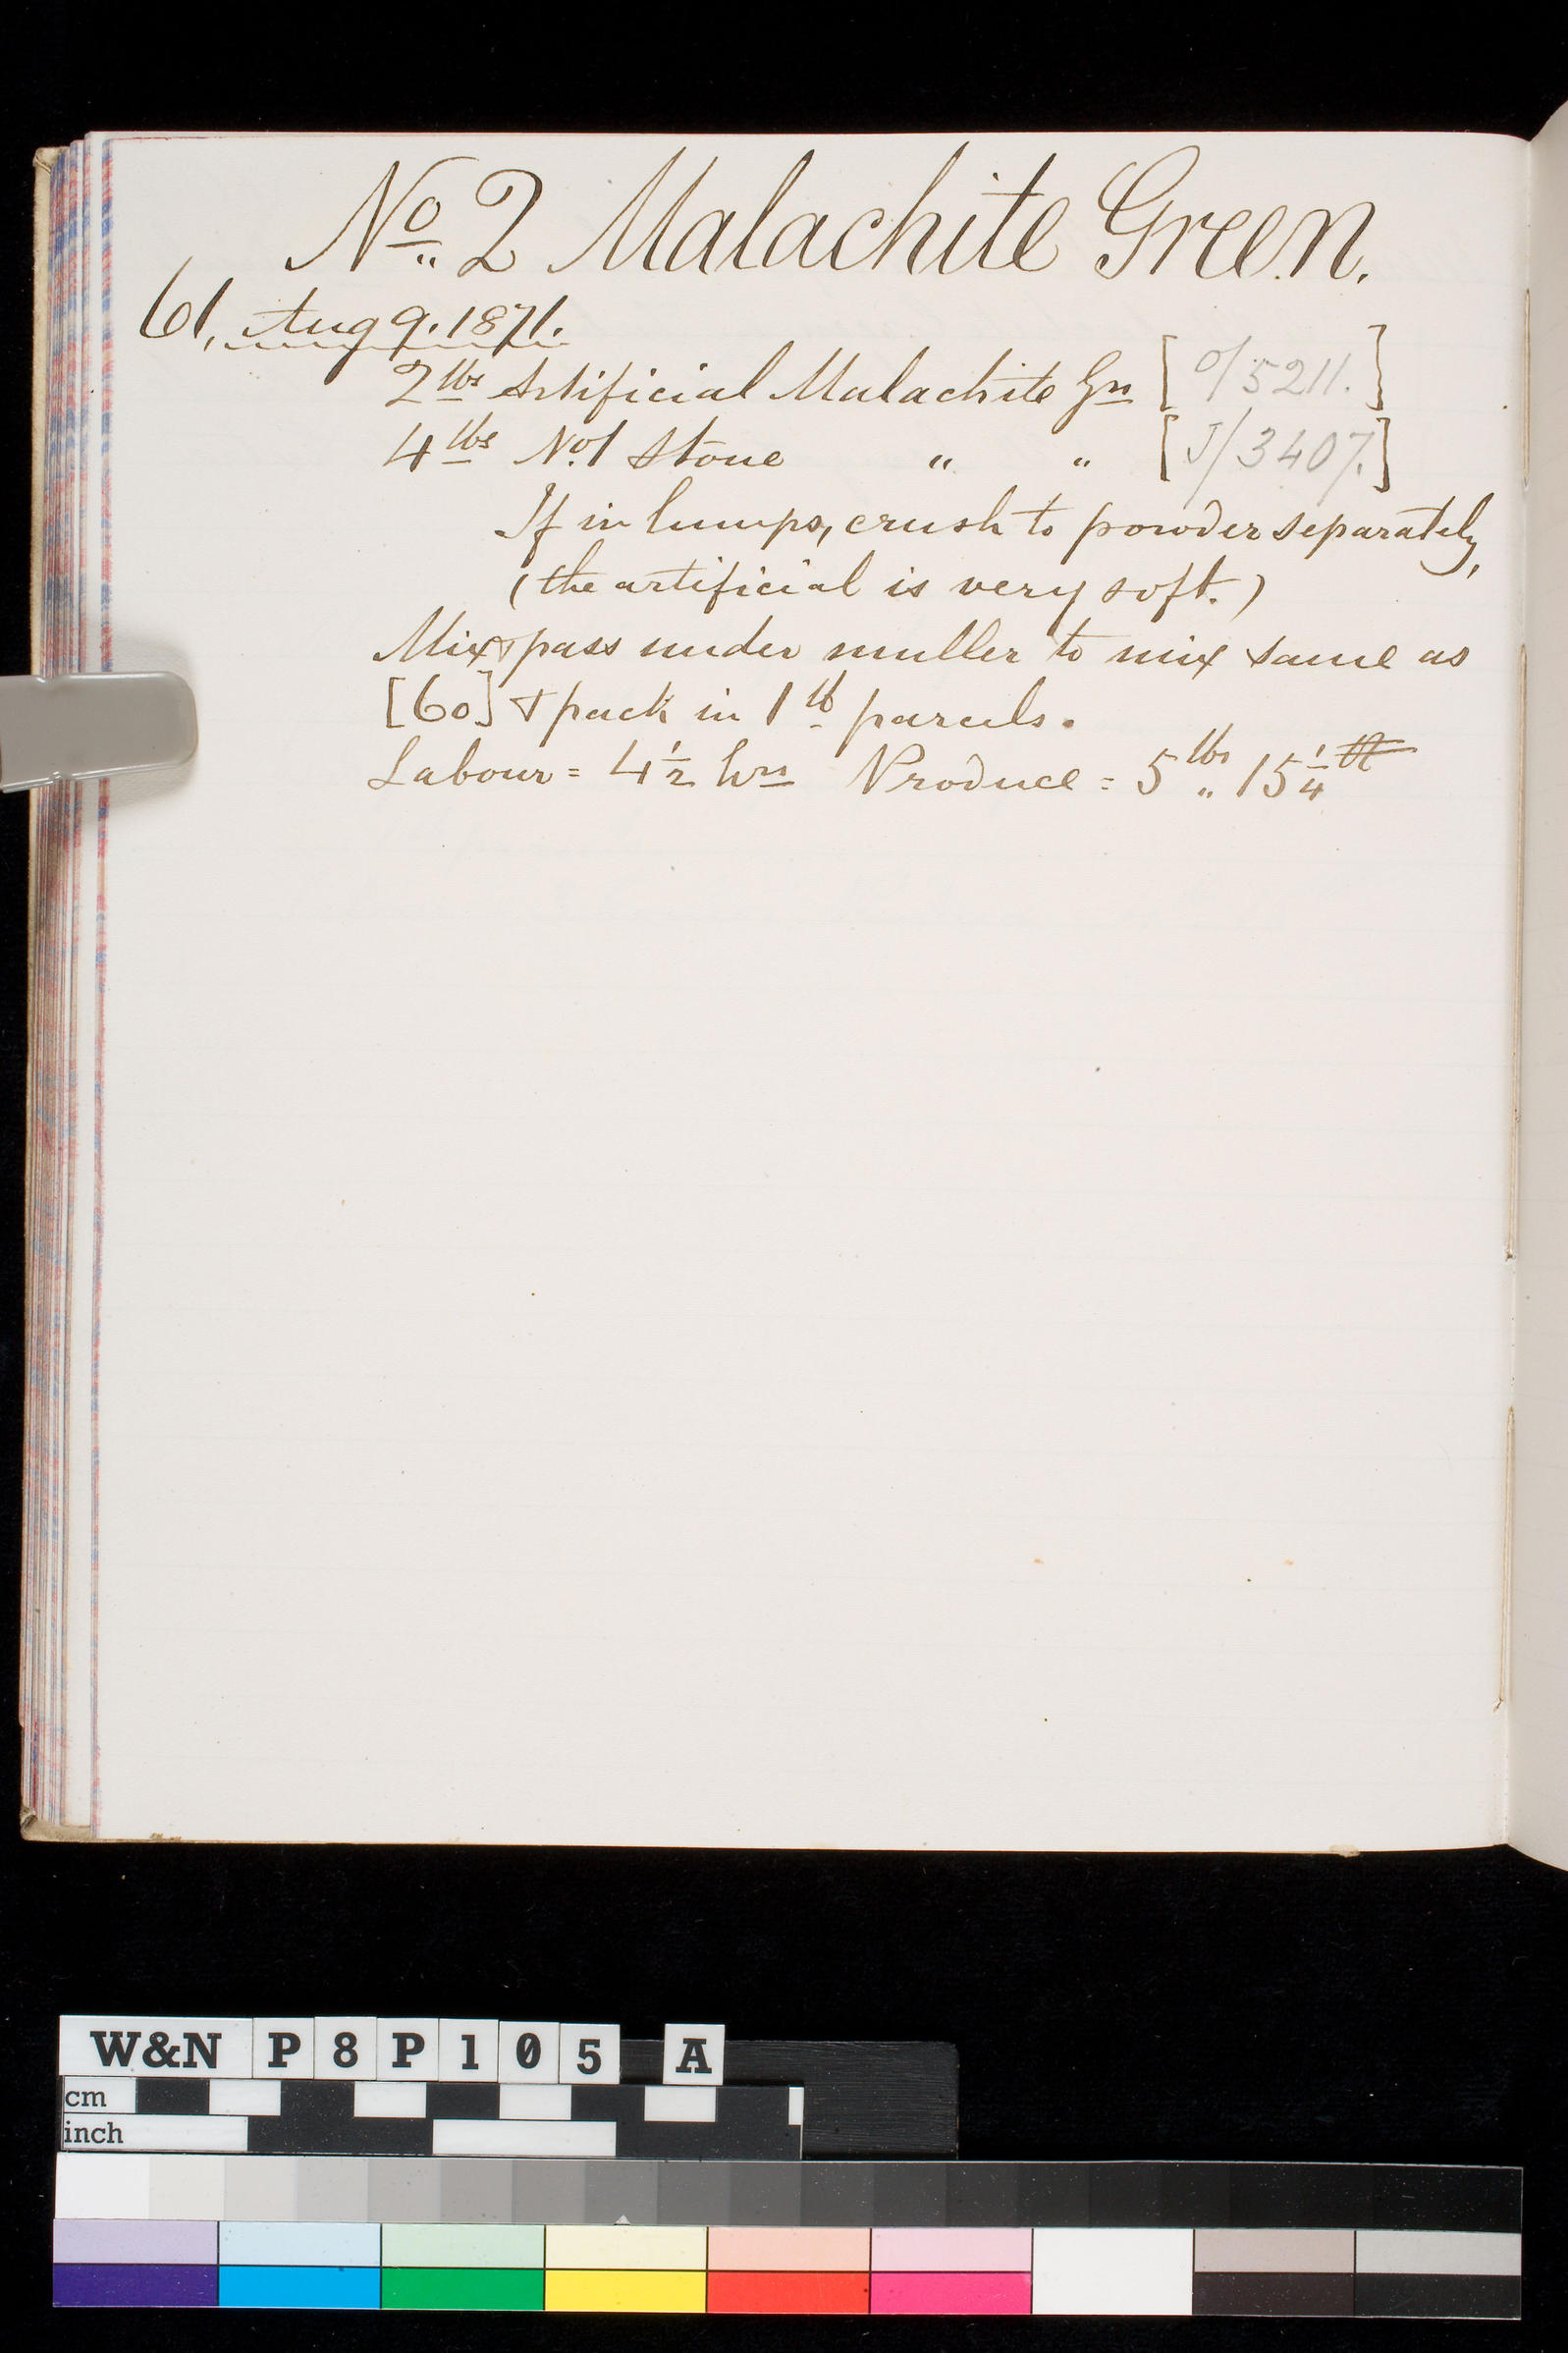 No. 2 Malachite Green.
61, Aug 9. 1871.
2 lbs Artificial Malachite Gn [O/5211.]
4 lbs No.1 Stone " " [J/3407.]
If in lumps, crush to powder separately,
(the artificial is very soft.)
Mix & pass under muller to mix same as
[60] & pack in 1 lb parcels.
Labour = 4 1/2 hrs Produce = 5 lbs " 15 1/4
W&N P8P105 A
cm
inch